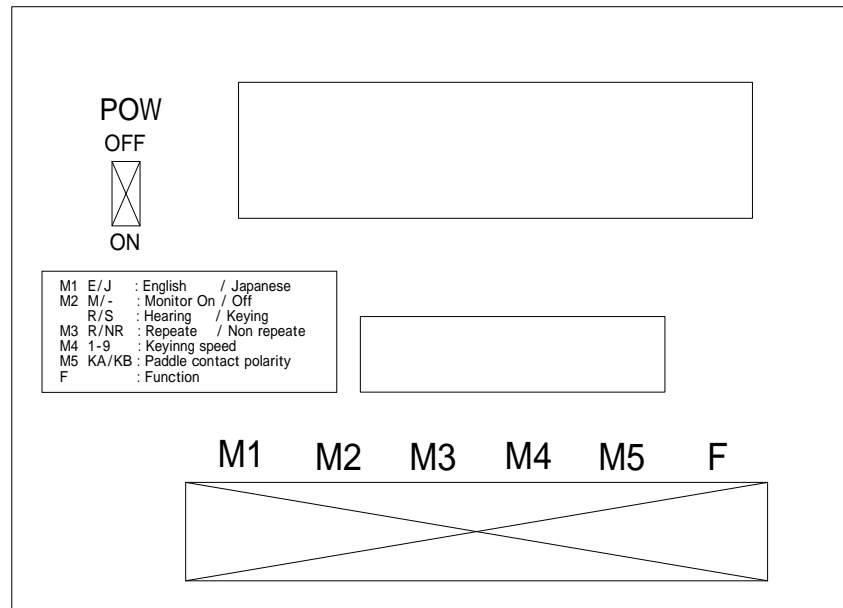 POW
OFF
ON
M1 E/J : English / Japanese
M2 M/- : Monitor On / Off
R/S : Hearing / Keying
M3 R/NR : Repeate / Non repeate
M4 1-9 : Keyinng speed
M5 KA/KB : Paddle contact polarity
F : Function
M1 M2 M3 M4 M5 F